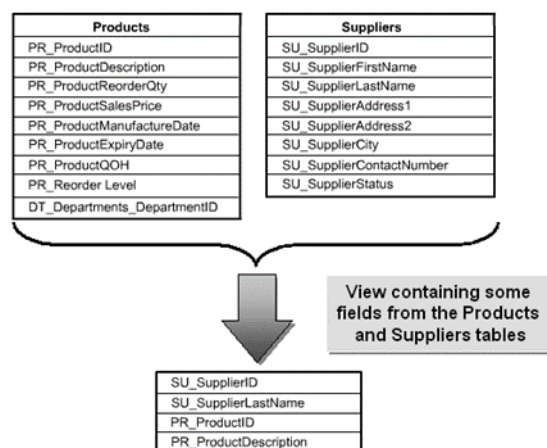 Products
PR_ProductID
PR_ProductDescription
PR_ProductReorderQty
PR_ProductSalesPrice
PR_ProductManufactureDate
PR_ProductExpiryDate
PR_ProductQOH
PR_Reorder Level
DT_Departments_DepartmentID
Suppliers
SU_SupplierID
SU_SupplierFirstName
SU_SupplierLastName
SU_SupplierAddress1
SU_SupplierAddress2
SU_SupplierCity
SU_SupplierContactNumber
SU_SupplierStatus
View containing some
fields from the Products
and Suppliers tables
SU_SupplierID
SU_SupplierLastName
PR_ProductID
PR_ProductDescription